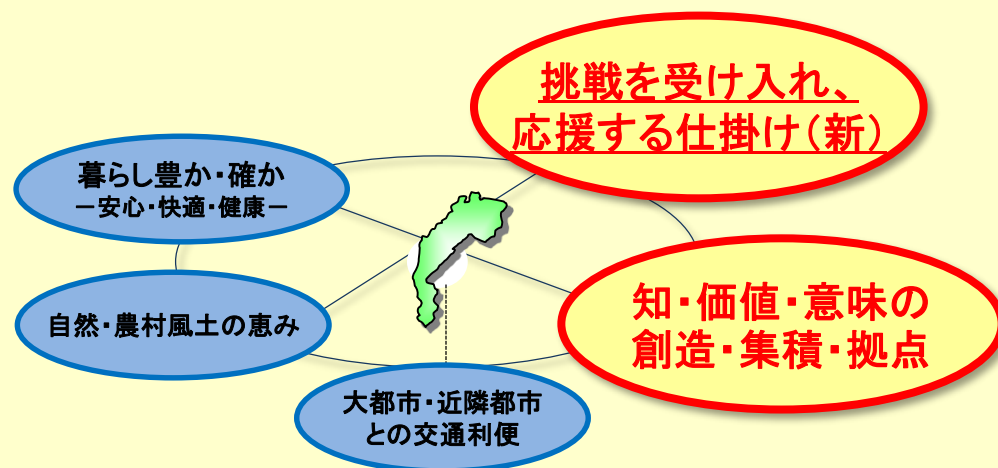 挑戦を受け入れ、
応援する仕掛け（新）
暮らし豊か・確か
－安心・快適・健康－
自然・農村風土の恵み
知・価値・意味の
創造・集積・拠点
大都市・近隣都市
との交通利便